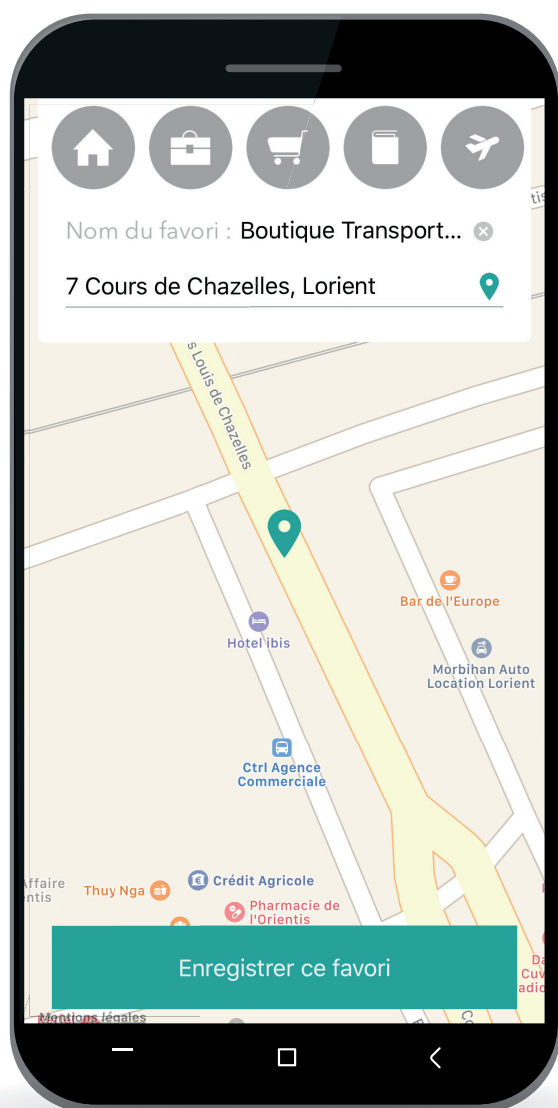 Nom du favori : Boutique Transport...
7 Cours de Chazelles, Lorient
s Louis de Chazelles
Bar de l'Europe
Hotel ibis
Morbihan Auto
Location Lorient
Ctrl Agence
Commerciale
Affaire
entis
Thuy Nga
Crédit Agricole
Pharmacie de
l'Orientis
Enregistrer ce favori
Mentions légales